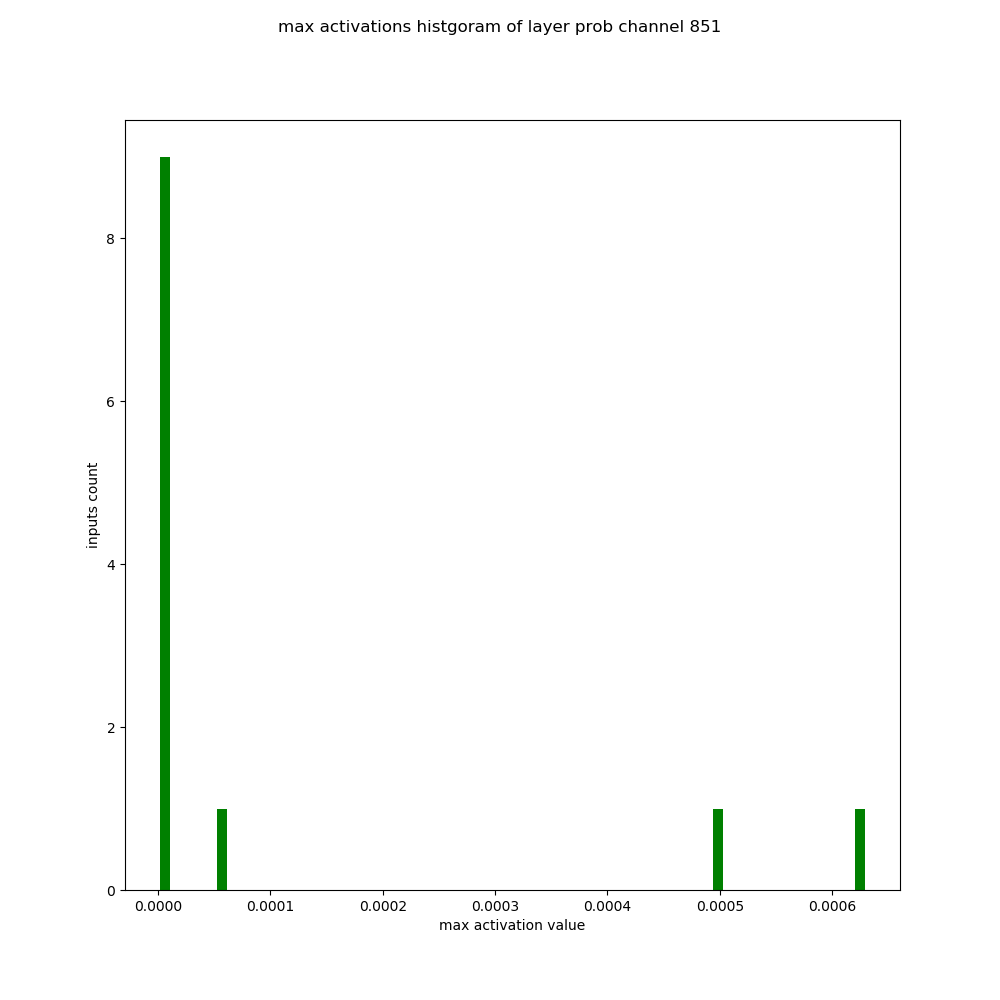 max activations histgoram of layer prob channel 851
8
6
inputs count
4
2
0
0.0000 0.0001 0.0002 0.0003 0.0004 0.0005 0.0006
max activation value